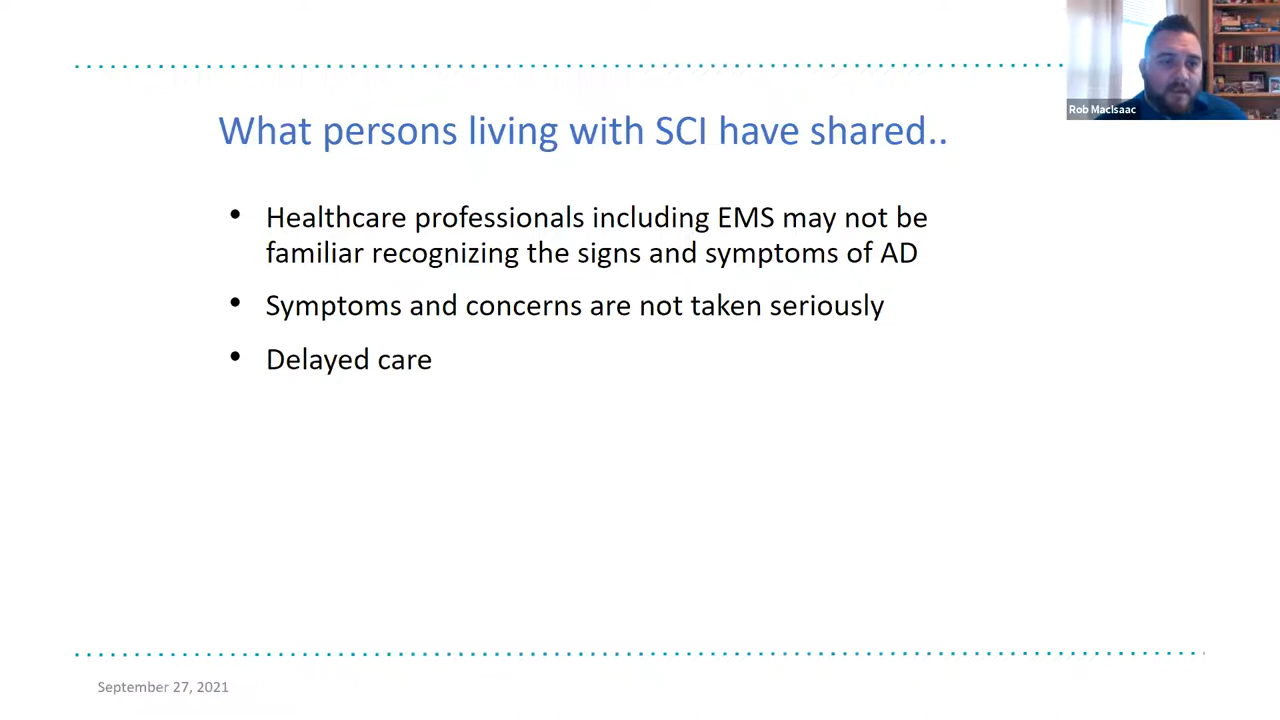 Rob MacIsaac
What persons living with SCI have shared..
• Healthcare professionals including EMS may not be
familiar recognizing the signs and symptoms of AD
• Symptoms and concerns are not taken seriously
• Delayed care
September 27, 2021